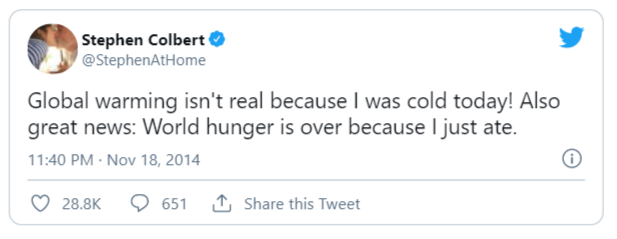 Stephen Colbert
@StephenAtHome
Global warming isn't real because I was cold today! Also
great news: World hunger is over because I just ate.
11:40 PM · Nov 18, 2014
28.8K 651 Share this Tweet